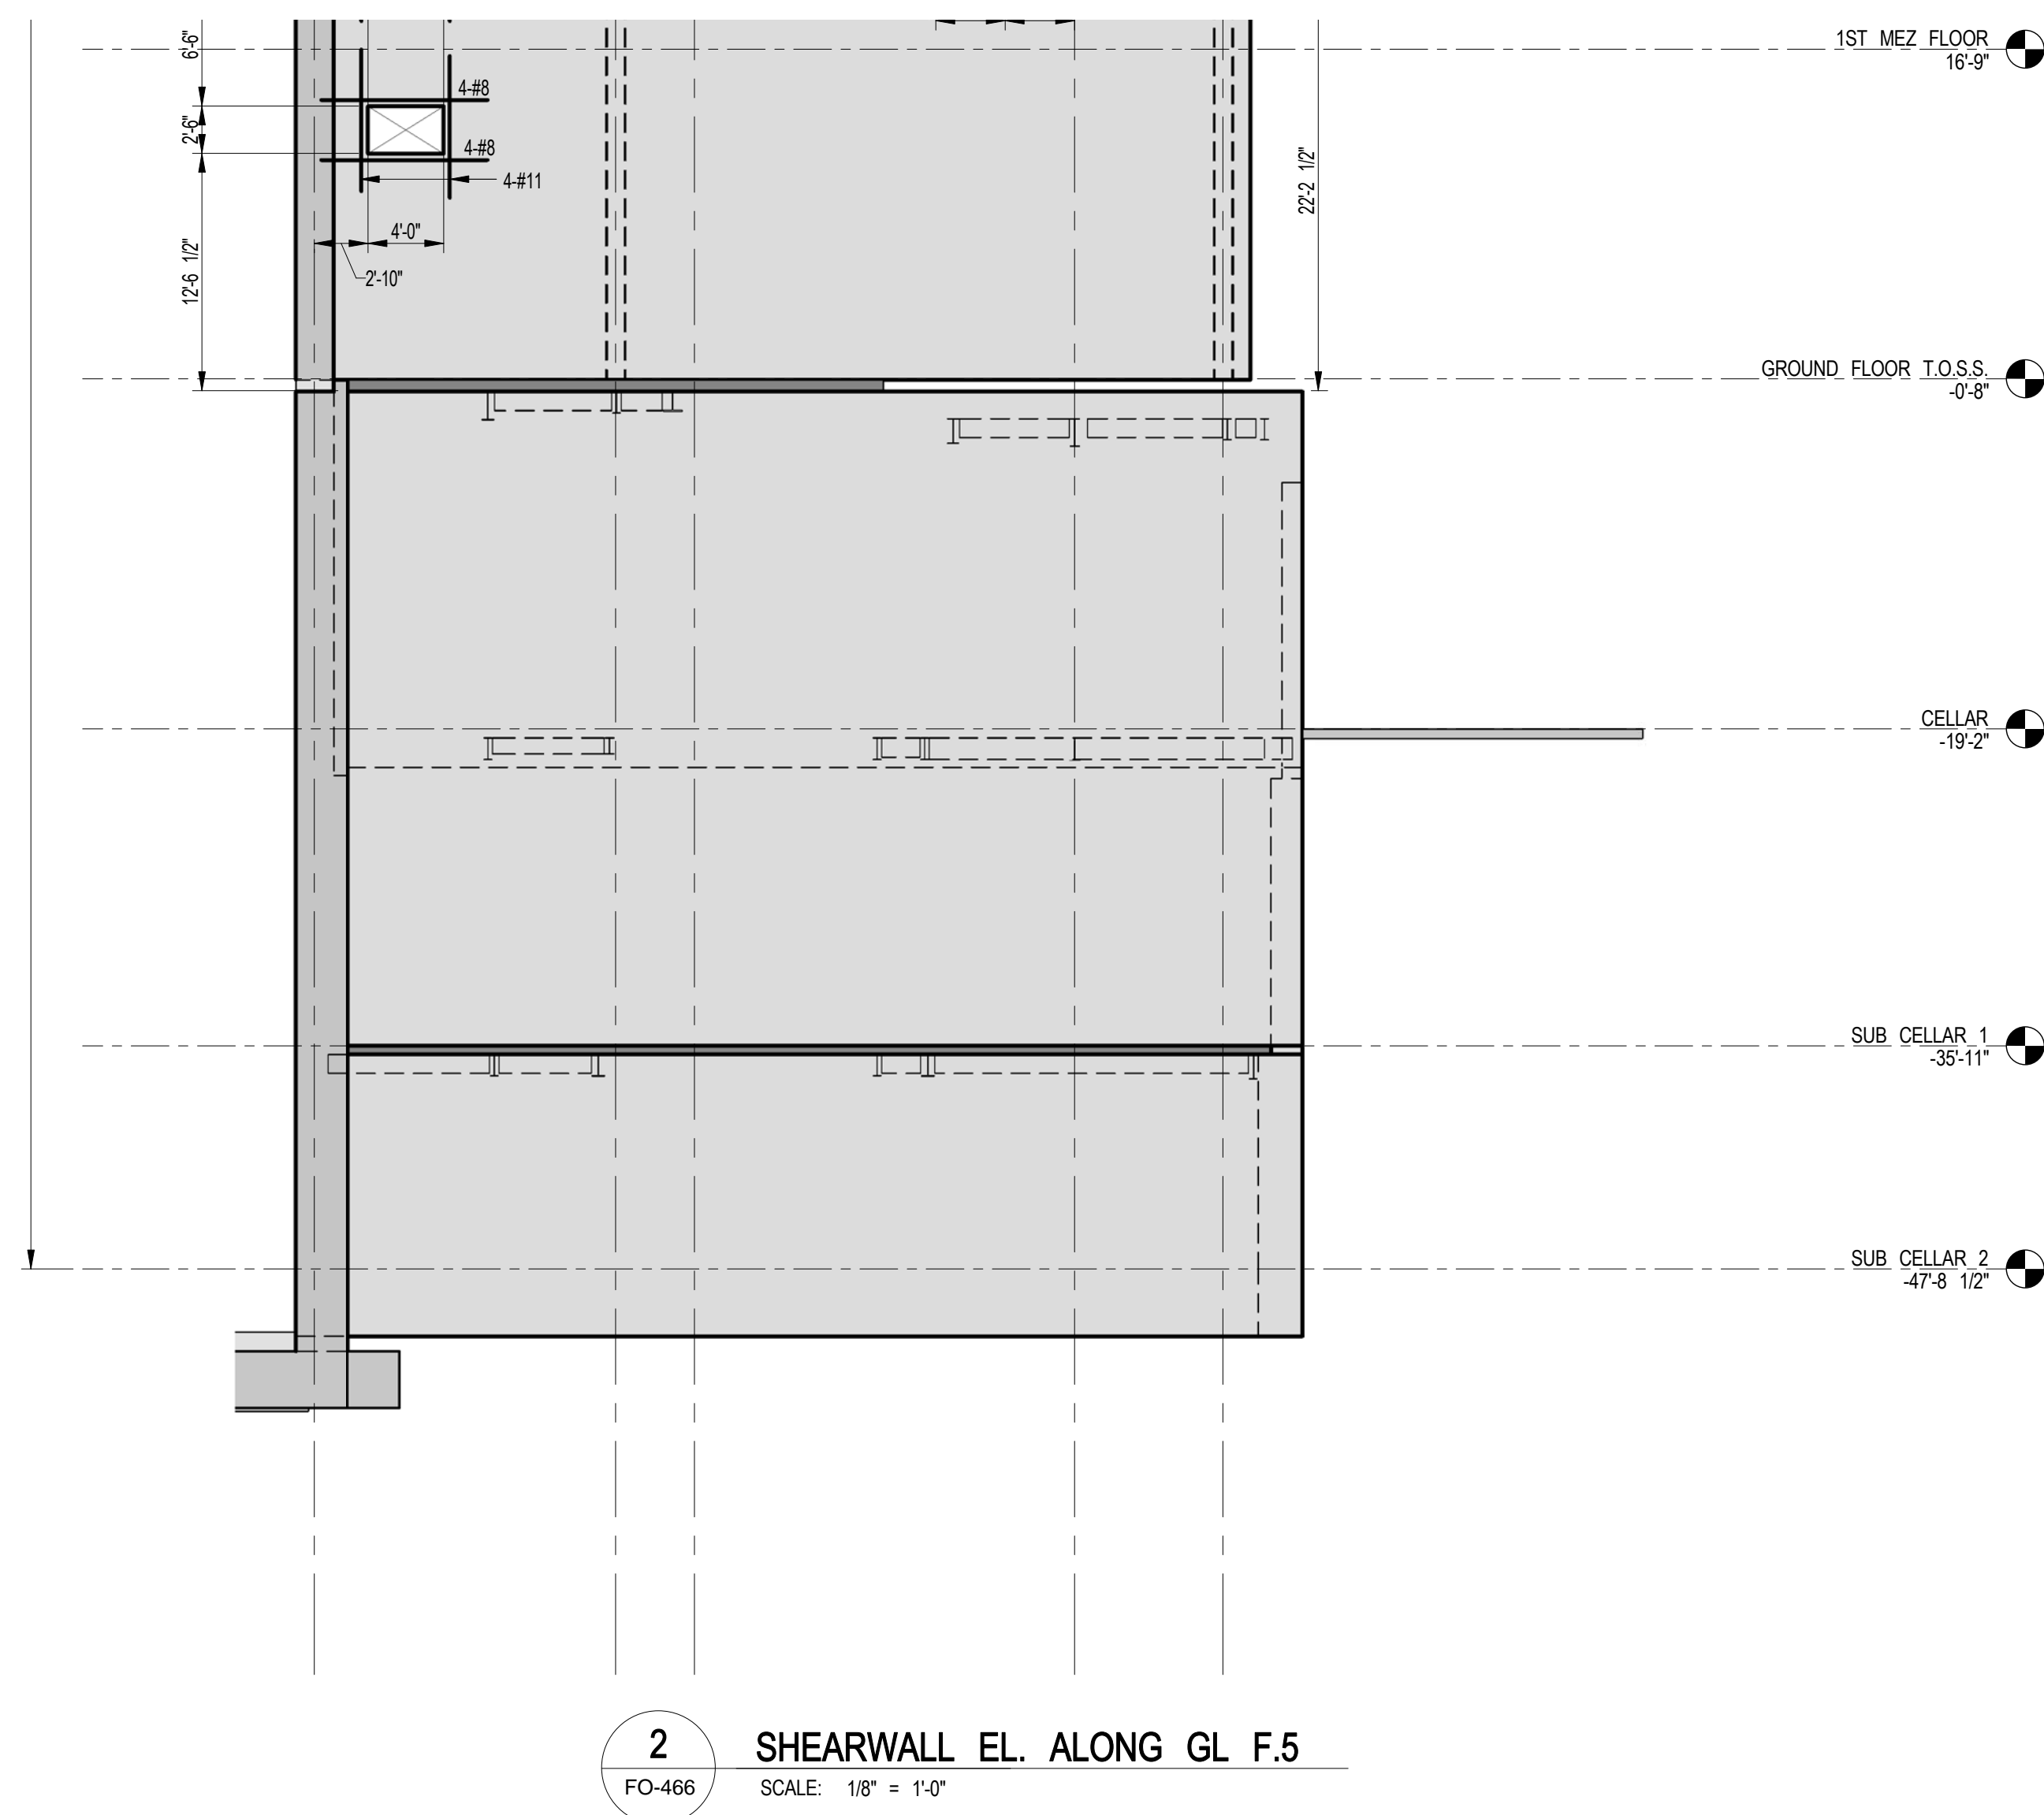 1ST MEZ FLOOR
16'-9"
6'-6"
4-#8
2'-6"
4-#8
4-#11
22'-2 1/2"
4'-0"
2'-10"
12'-6 1/2"
GROUND FLOOR T.O.S.S.
-0'-8"
CELLAR
-19'-2"
SUB CELLAR 1
-35'-11"
SUB CELLAR 2
-47'-8 1/2"
2
FO-466
SHEARWALL EL. ALONG GL F.5
SCALE: 1/8" = 1'-0"